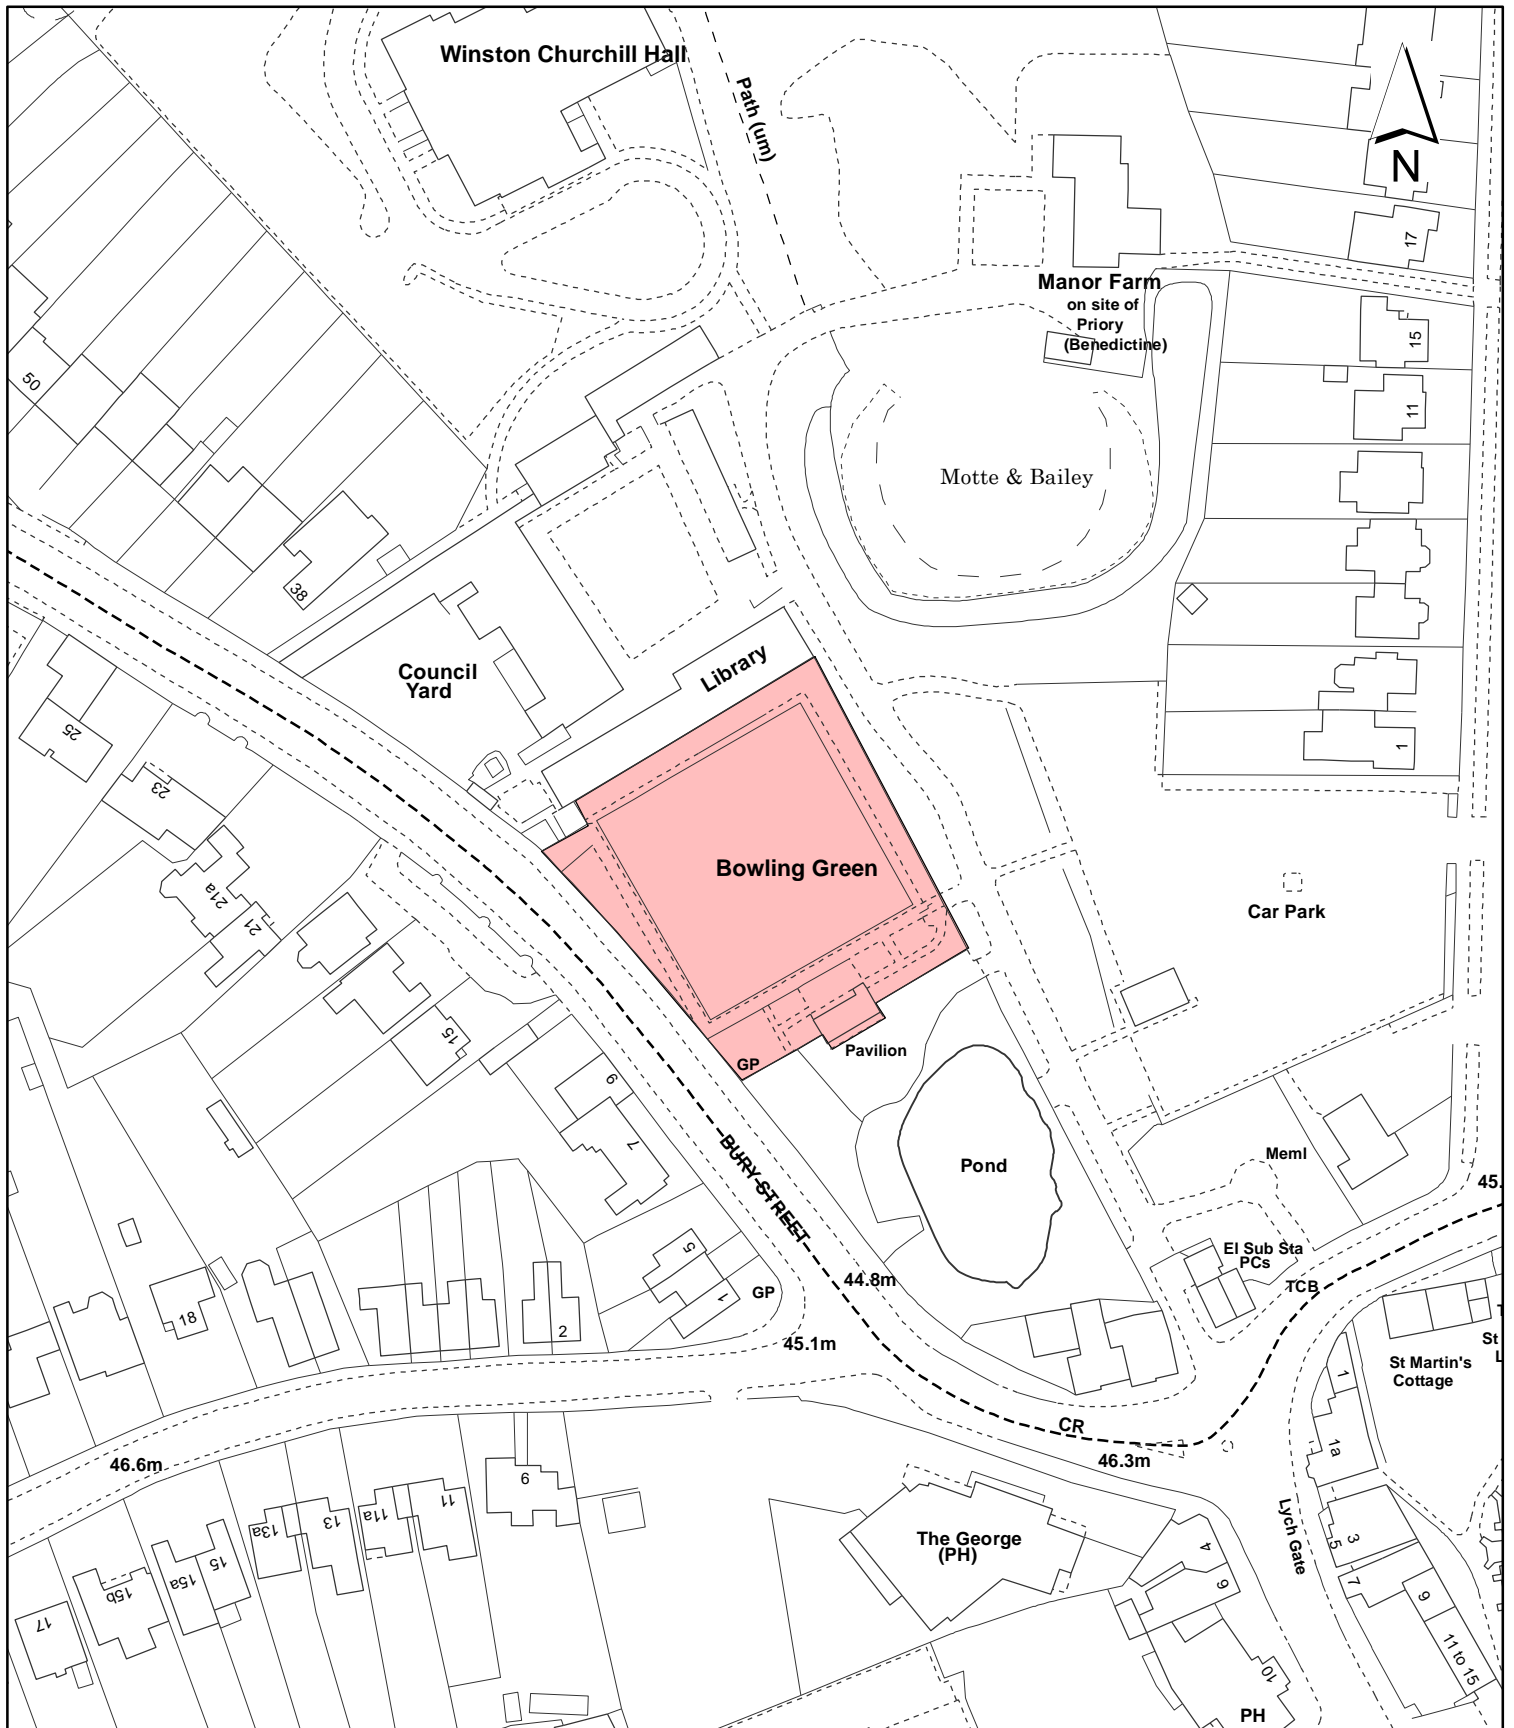 Winston Churchill Hall
Path (um)
N
17
Manor Farm
on site of
Priory
(Benedictine)
15
50
11
Motte & Bailey
38
Council
Yard
Library
25
1
23
Bowling Green
21a
21
Car Park
15
Pavilion
GP
9
7
BURY STREET
Pond
Meml
45.
5
El Sub Sta
PCs
44.8m
TCB
GP
1
18
2
45.1m
St
L
St Martin's
Cottage
1
CR
1a
46.6m
46.3m
9
11
11a
13
13a
Lych Gate
The George
(PH)
3
5
4
15
15a
15b
7
6
9
17
11 to 15
10
PH